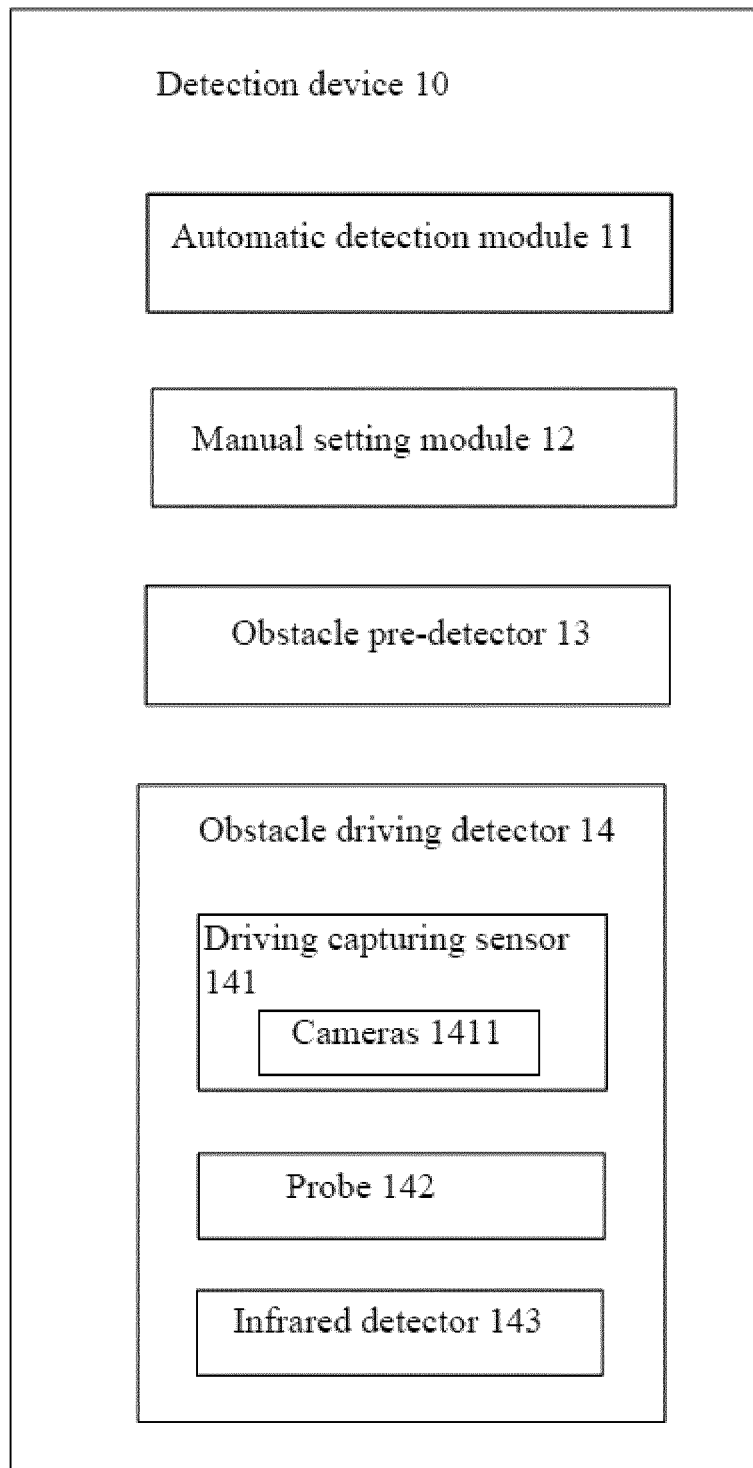 Detection device 10
Automatic detection module 11
Manual setting module 12
Obstacle pre-detector 13
Obstacle driving detector 14
Driving capturing sensor
141
Cameras 1411
Probe 142
Infrared detector 143